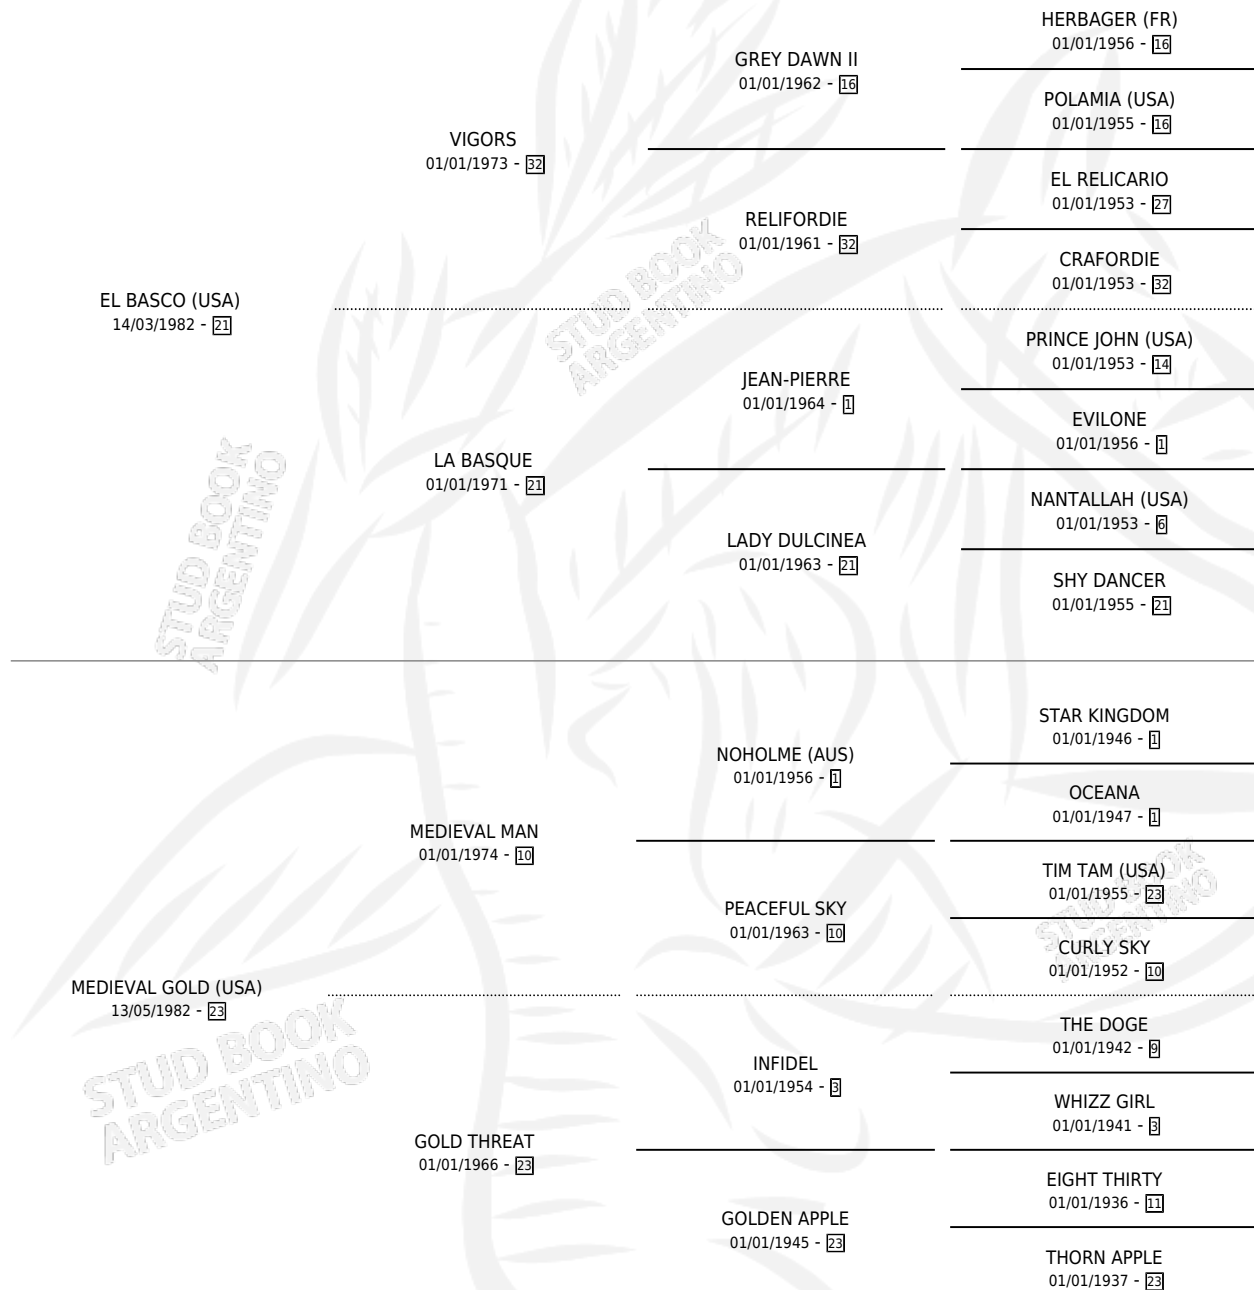 HERBAGER (FR)
01/01/1956 - 16
GREY DAWN II
01/01/1962 - 16
POLAMIA (USA)
01/01/1955 - 16
VIGORS
01/01/1973 - 32
EL RELICARIO
01/01/1953 - 27
RELIFORDIE
01/01/1961 - 32
CRAFORDIE
01/01/1953 - 32
EL BASCO (USA)
14/03/1982 - 21
STUD BOOK
ARGENTINO
PRINCE JOHN (USA)
01/01/1953 - 14
JEAN-PIERRE
01/01/1964 - 1
EVILONE
01/01/1956 - 1
LA BASQUE
01/01/1971 - 21
NANTALLAH (USA)
01/01/1953 - 6
LADY DULCINEA
01/01/1963 - 21
SHY DANCER
01/01/1955 - 21
STUD BOOK
ARGENTINO
STAR KINGDOM
01/01/1946 - 1
NOHOLME (AUS)
01/01/1956 - 1
OCEANA
01/01/1947 - 1
MEDIEVAL MAN
01/01/1974 - 10
TIM TAM (USA)
01/01/1955 - 23
PEACEFUL SKY
01/01/1963 - 10
CURLY SKY
01/01/1952 - 10
STUD BOOK
ARGENTINO
MEDIEVAL GOLD (USA)
13/05/1982 - 23
THE DOGE
01/01/1942 - 9
INFIDEL
01/01/1954 - 3
WHIZZ GIRL
01/01/1941 - 3
STUD BOOK
ARGENTINO
GOLD THREAT
01/01/1966 - 23
EIGHT THIRTY
01/01/1936 - 11
GOLDEN APPLE
01/01/1945 - 23
THORN APPLE
01/01/1937 - 23